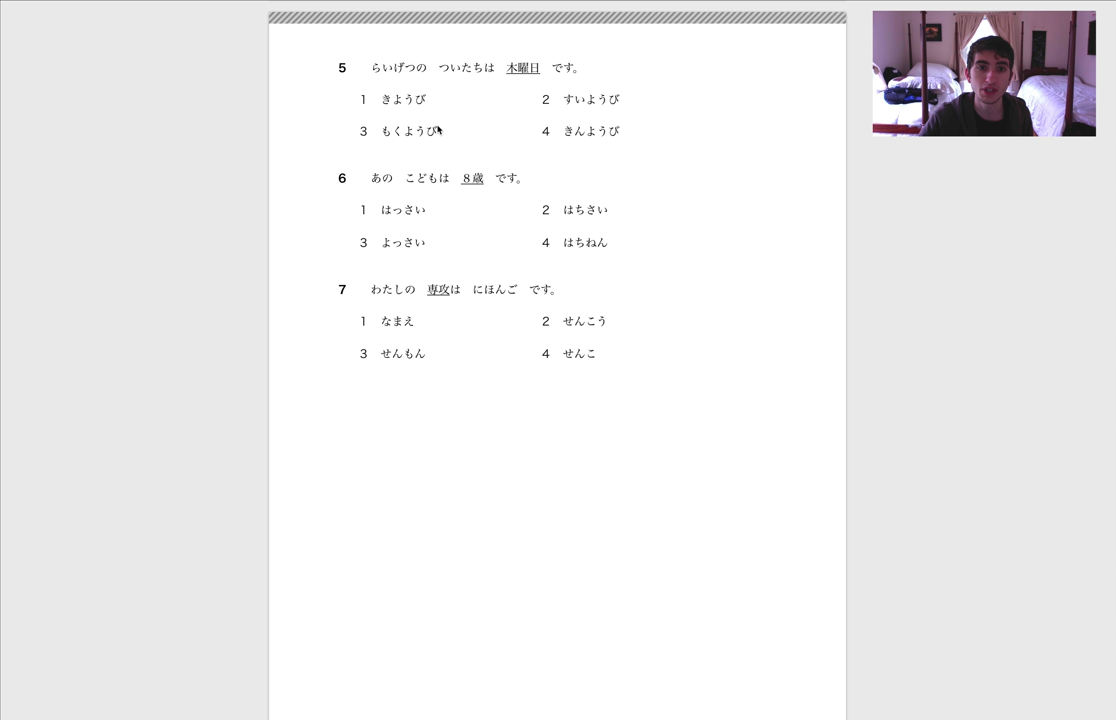 5 らいげつの ついたちは 木曜日 です。
1 きようび 2 すいようび
3 もくようび 4 きんようび
6 あの こどもは 8歳 です。
1 はっさい 2 はちさい
3 よっさい 4 はちねん
7 わたしの 専攻は にほんご です。
1 なまえ 2 せんこう
3 せんもん 4 せんこ